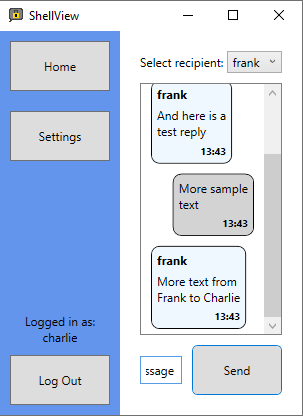 ShellView
Home
Settings
Logged in as:
charlie
Log Out
Select recipient: frank
frank
And here is a
test reply
13:43
More sample
text
13:43
frank
More text from
Frank to Charlie
13:43
ssage
Send